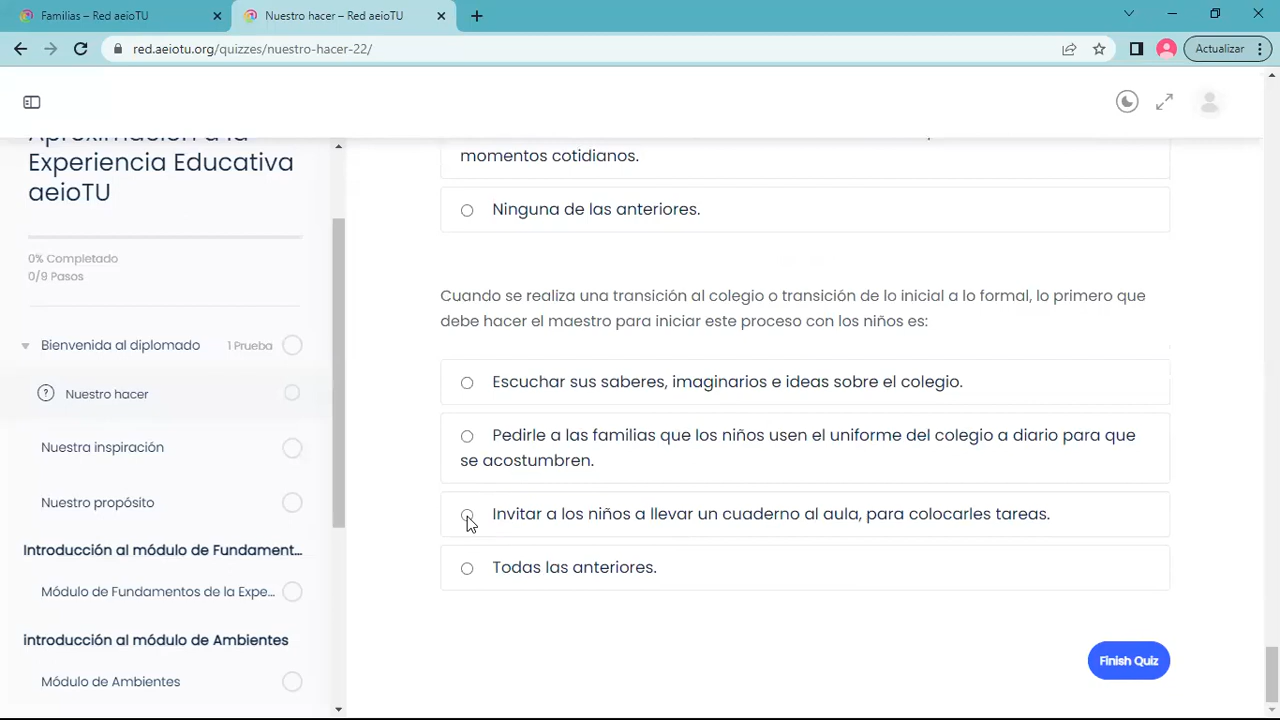 Familias – Red aeioTU
Nuestro hacer – Red aeioTU
red.aeiotu.org/quizzes/nuestro-hacer-22/
Actualizar
Aproximación a la
Experiencia Educativa
aeioTU
0% Completado
0/9 Pasos
Bienvenida al diplomado
1 Prueba
Nuestro hacer
Nuestra inspiración
Nuestro propósito
Introducción al módulo de Fundament...
Módulo de Fundamentos de la Expe...
introducción al módulo de Ambientes
Módulo de Ambientes
momentos cotidianos.
Ninguna de las anteriores.
Cuando se realiza una transición al colegio o transición de lo inicial a lo formal, lo primero que
debe hacer el maestro para iniciar este proceso con los niños es:
Escuchar sus saberes, imaginarios e ideas sobre el colegio.
Pedirle a las familias que los niños usen el uniforme del colegio a diario para que
se acostumbren.
Invitar a los niños a llevar un cuaderno al aula, para colocarles tareas.
Todas las anteriores.
Finish Quiz